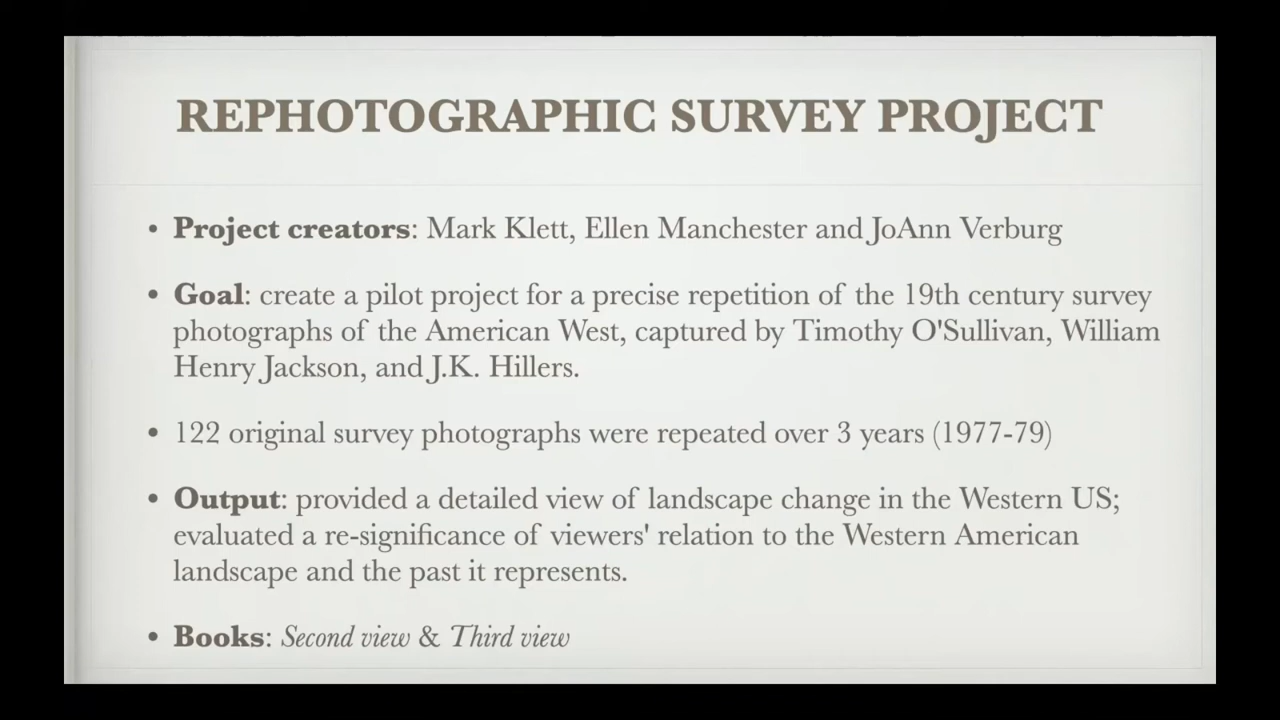 REPHOTOGRAPHIC SURVEY PROJECT
• Project creators: Mark Klett, Ellen Manchester and JoAnn Verburg
• Goal: create a pilot project for a precise repetition of the 19th century survey
photographs of the American West, captured by Timothy O'Sullivan, William
Henry Jackson, and J.K. Hillers.
• 122 original survey photographs were repeated over 3 years (1977-79)
• Output: provided a detailed view of landscape change in the Western US;
evaluated a re-significance of viewers' relation to the Western American
landscape and the past it represents.
• Books: Second view & Third view